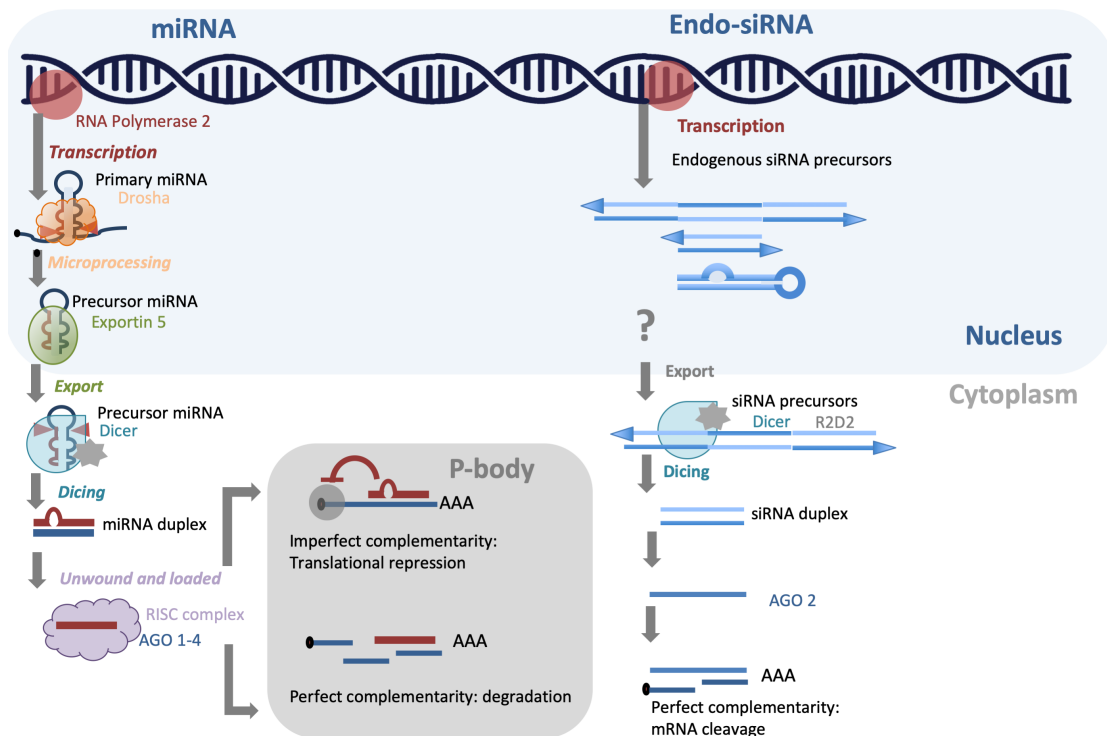 miRNA
RNA Polymerase 2
Transcription
Primary miRNA
Drosha
Microprocessing
Precursor miRNA
Exportin 5
Export
Precursor miRNA
Dicer
Dicing
miRNA duplex
Unwound and loaded
RISC complex
AGO 1-4
P-body
AAA
Imperfect complementarity:
Translational repression
AAA
Perfect complementarity: degradation
Endo-siRNA
Transcription
Endogenous siRNA precursors
?
Nucleus
Export
Cytoplasm
siRNA precursors
Dicer R2D2
Dicing
siRNA duplex
AGO 2
AAA
Perfect complementarity:
mRNA cleavage